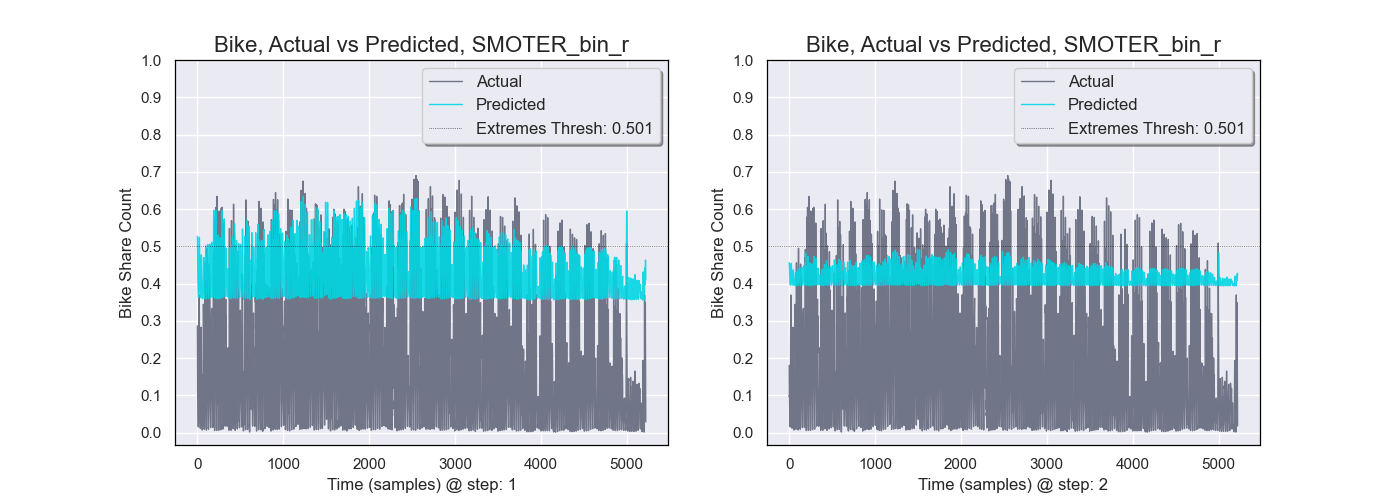 Bike, Actual vs Predicted, SMOTER_bin_r
Actual
Predicted
Extremes Thresh: 0.501
Bike Share Count
1.0
0.9
0.8
0.7
0.6
0.5
0.4
0.3
0.2
0.1
0.0
0 1000 2000 3000 4000 5000
Time (samples) @ step: 1
Bike, Actual vs Predicted, SMOTER_bin_r
Actual
Predicted
Extremes Thresh: 0.501
Bike Share Count
1.0
0.9
0.8
0.7
0.6
0.5
0.4
0.3
0.2
0.1
0.0
0 1000 2000 3000 4000 5000
Time (samples) @ step: 2